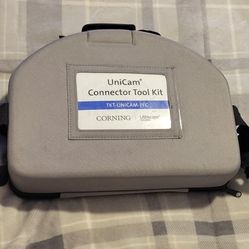 UniCam®
Connector Tool Kit
TKT-UNICAM-PFC
CORNING